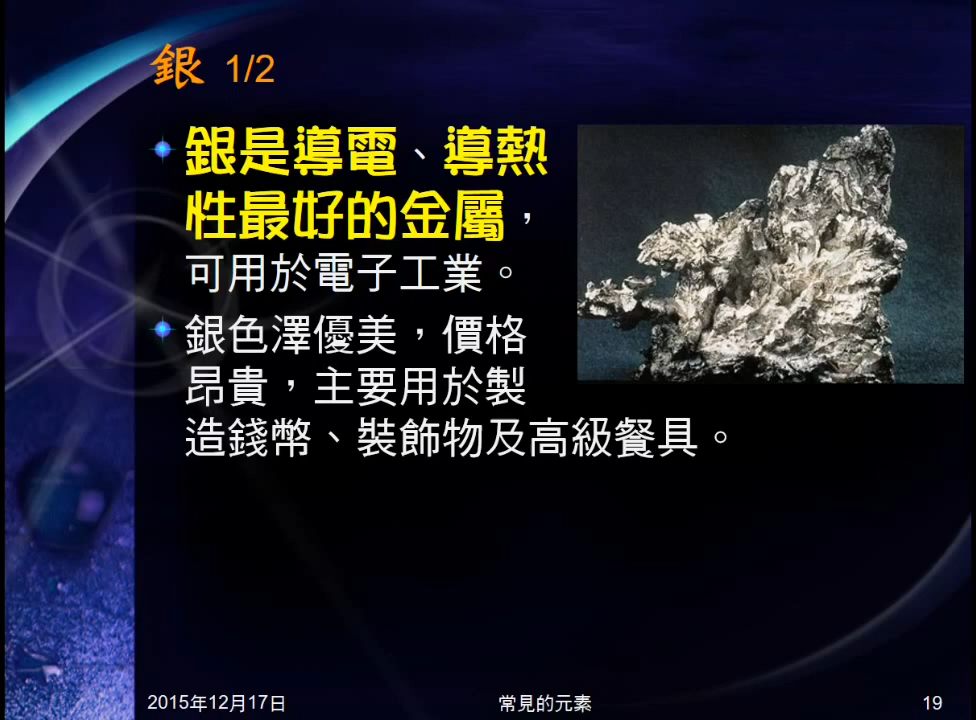 銀 1/2
銀是導電、導熱
性最好的金屬，
可用於電子工業。
銀色澤優美，價格
昂貴，主要用於製
造錢幣、裝飾物及高級餐具。
2015年12月17日
常見的元素
19